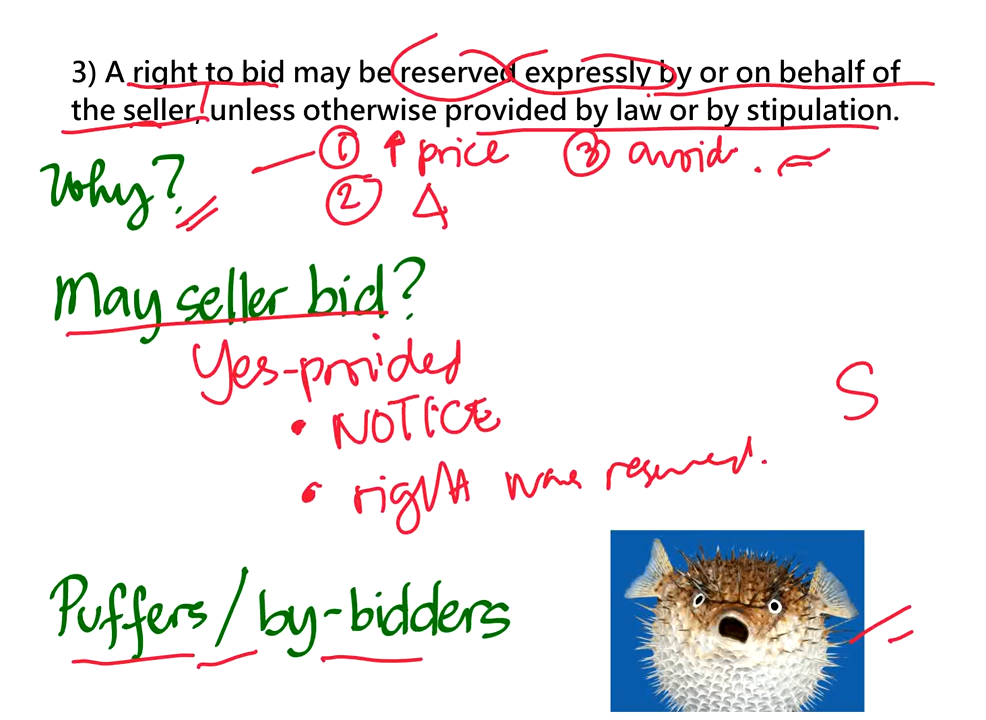 3) A right to bid may be reserved expressly by or on behalf of
the seller, unless otherwise provided by law or by stipulation.
Why? ① ↑ price ③ avoid.
② Δ
May seller bid?
Yes-provided
• NOTICE
S
• right was reserved.
Puffers / by-bidders